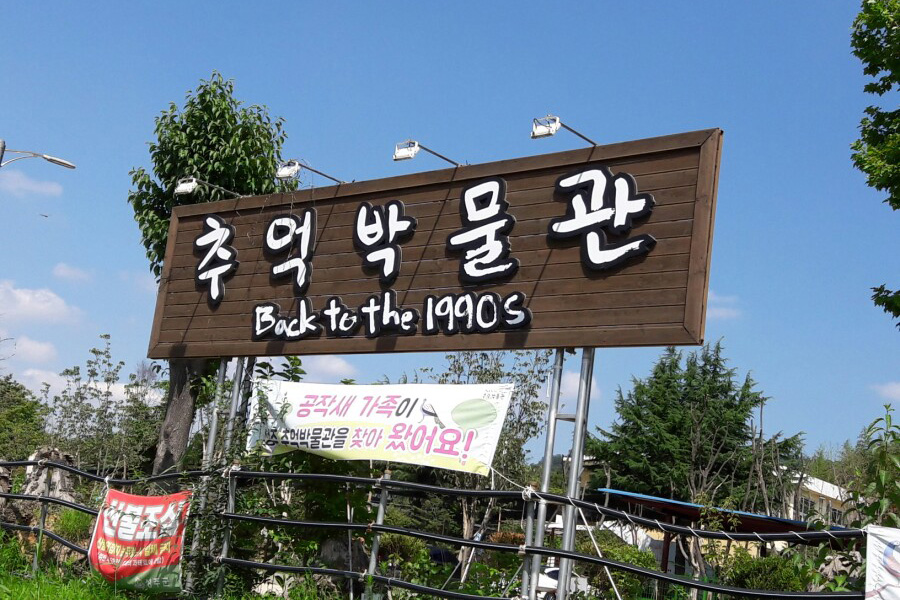 추억박물관
Back to the 1990s
공작새 가족이
추억박물관을 찾아 왔어요!